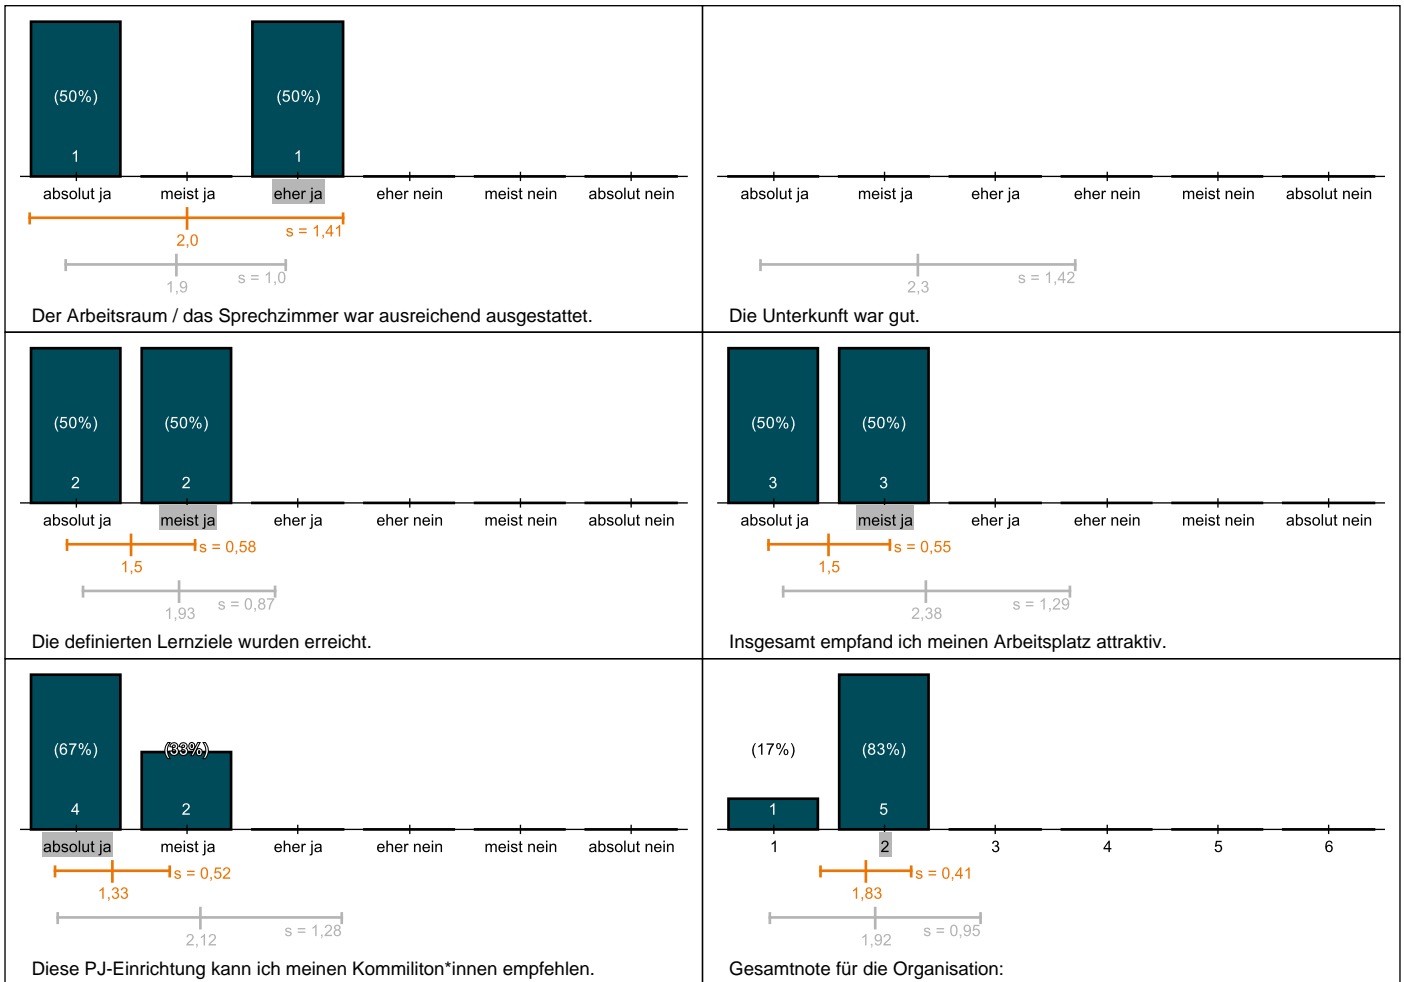 (50%) (50%)
1 1
absolut ja meist ja eher ja eher nein meist nein absolut nein
s = 1,41
2,0
s = 1,0
1,9
Der Arbeitsraum / das Sprechzimmer war ausreichend ausgestattet.
absolut ja meist ja eher ja eher nein meist nein absolut nein
s = 1,42
2,3
Die Unterkunft war gut.
(50%) (50%)
2 2
absolut ja meist ja eher ja eher nein meist nein absolut nein
s = 0,58
1,5
s = 0,87
1,93
Die definierten Lernziele wurden erreicht.
(50%) (50%)
3 3
absolut ja meist ja eher ja eher nein meist nein absolut nein
s = 0,55
1,5
s = 1,29
2,38
Insgesamt empfand ich meinen Arbeitsplatz attraktiv.
(67%) (33%)
4 2
absolut ja meist ja eher ja eher nein meist nein absolut nein
s = 0,52
1,33
s = 1,28
2,12
Diese PJ-Einrichtung kann ich meinen Kommiliton*innen empfehlen.
(17%) (83%)
1 5
1 2 3 4 5 6
s = 0,41
1,83
s = 0,95
1,92
Gesamtnote für die Organisation: